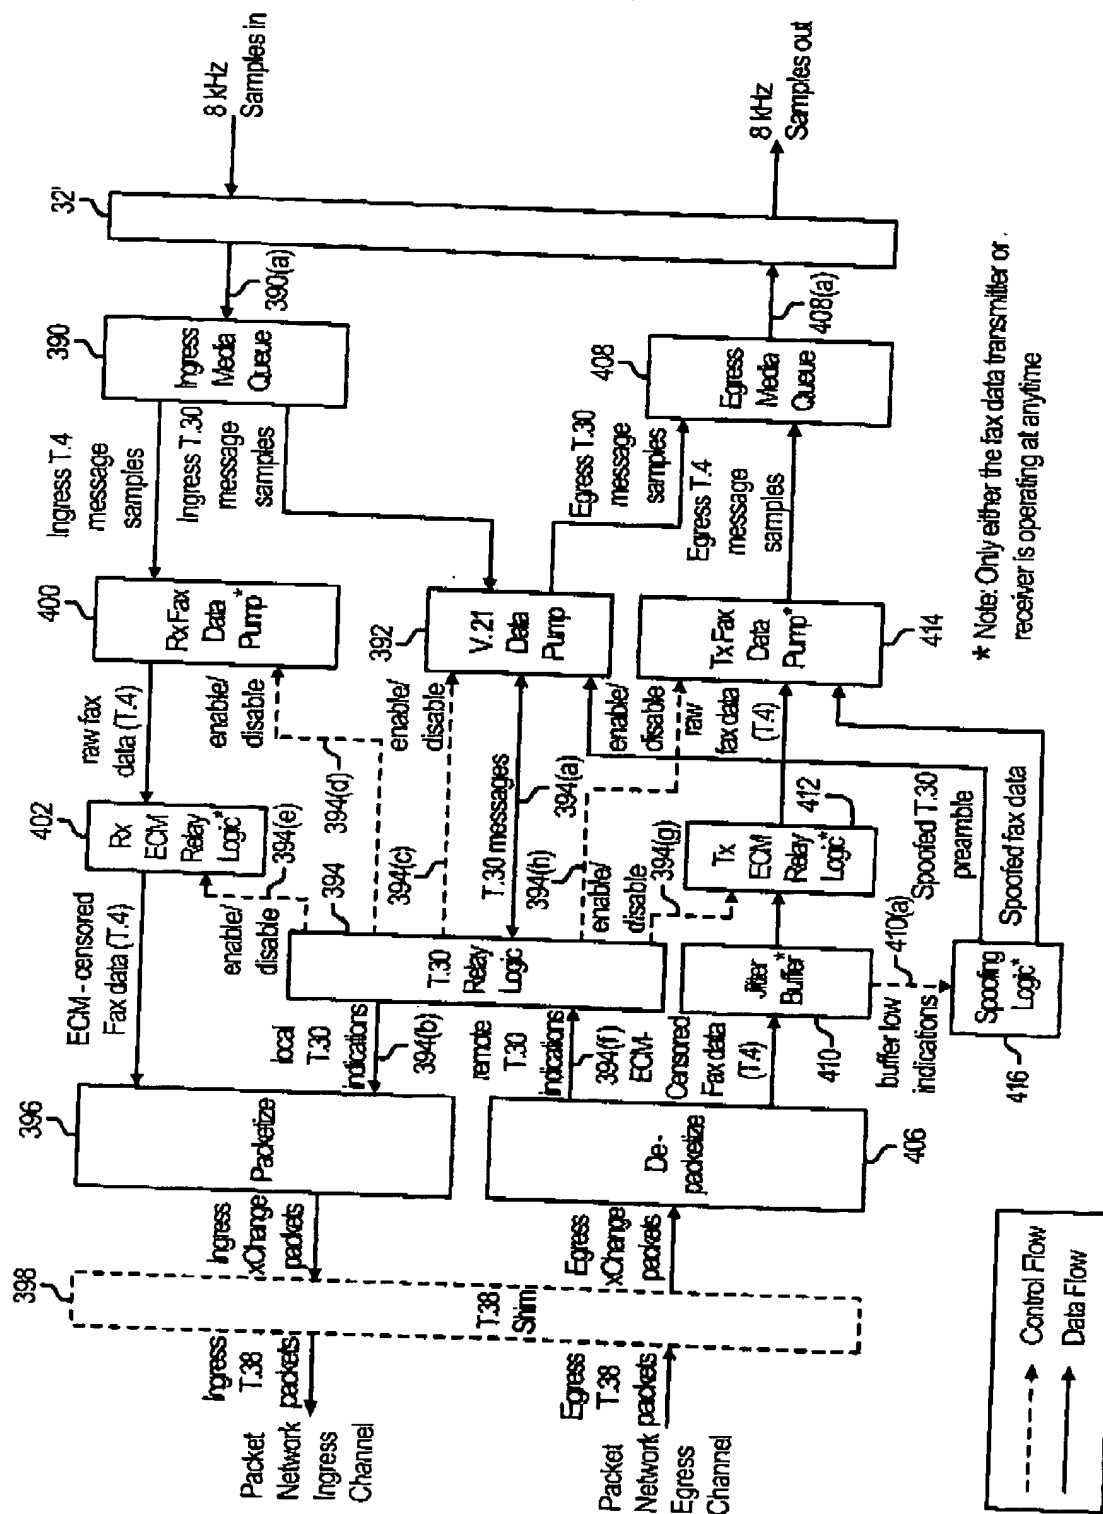 8 kHz
Samples in
8 kHz
Samples out
32'
390(a)
408(a)
390
Ingress
Media
Queue
408
Egress
Media
Queue
Ingress T.4
message
samples
Ingress T.30
message
samples
Egress T.30
message
samples
Egress T.4
message
samples
400
Rx Fax
Data
Pump*
392
V.21
Data
Pump
Tx Fax
Data
Pump*
414
raw fax
data (T.4)
enable/
disable
394(d)
enable/
disable
394(c)
T.30 messages
394(a)
enable/
disable
394(h)
raw
fax data
(T.4)
402
Rx
ECM
Relay
Logic*
394(e)
enable/
disable
394
T.30
Relay
Logic
enable/
disable
394(g)
Tx
ECM
Relay
Logic*
412
Spoofed T.30
preamble
Spoofed fax data
ECM - censored
Fax data (T.4)
local
T.30
indications
394(b)
remote
T.30
indications
394(f)
ECM-
Censored
Fax data
(T.4)
Jitter
Buffer*
410
410(a)
buffer low
indications
Spoofing
Logic*
416
396
Packetize
De-
packetize
406
Ingress
xChange
packets
Egress
xChange
packets
398
T.38
Shim
Ingress
T.38
packets
Egress
T.38
packets
Packet
Network
Ingress
Channel
Packet
Network
Egress
Channel
* Note: Only either the fax data transmitter or
receiver is operating at anytime
Control Flow
Data Flow